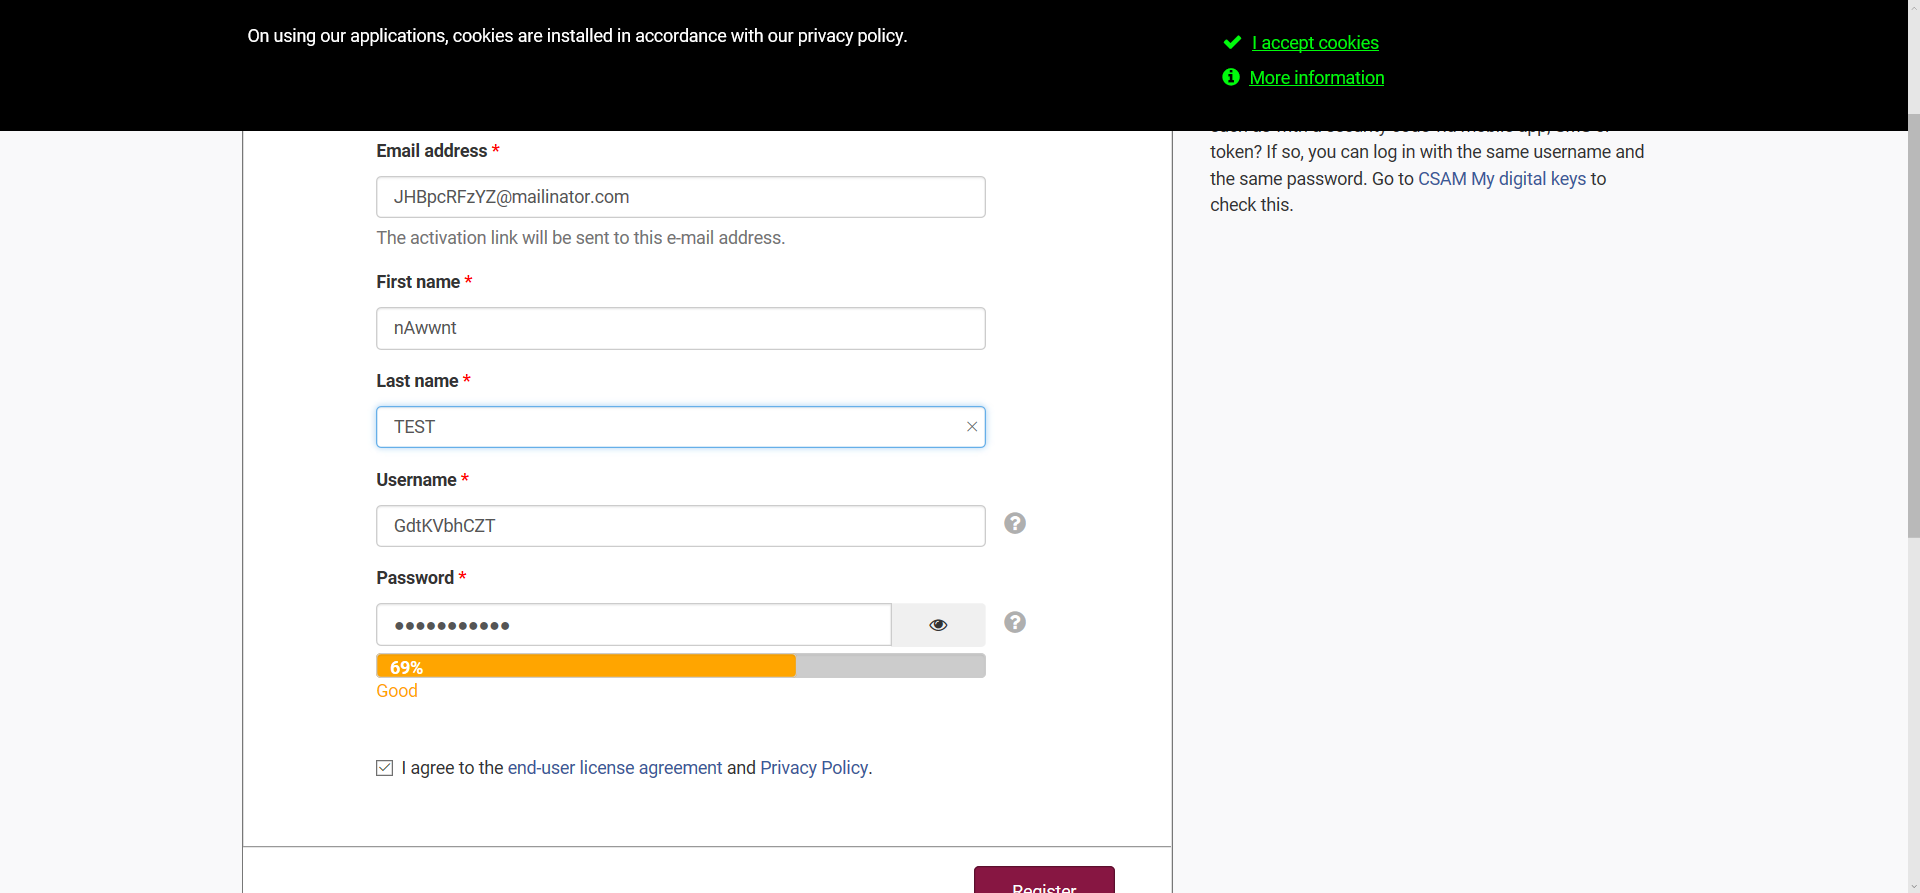 On using our applications, cookies are installed in accordance with our privacy policy.
I accept cookies
More information
Email address *
JHBpcRFzYZ@mailinator.com
The activation link will be sent to this e-mail address.
First name *
nAwwnt
Last name *
TEST
Username *
GdtKVbhCZT
Password *
69%
Good
I agree to the end-user license agreement and Privacy Policy.
Register
token? If so, you can log in with the same username and
the same password. Go to CSAM My digital keys to
check this.